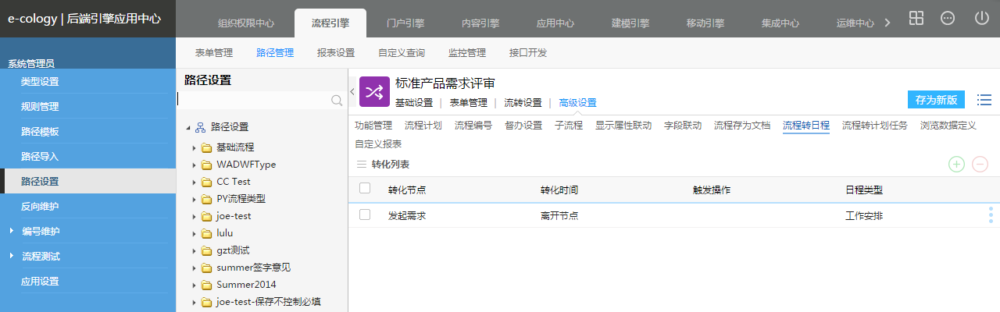 e-cology | 后端引擎应用中心
组织权限中心 流程引擎 门户引擎 内容引擎 应用中心 建模引擎 移动引擎 集成中心 运维中心
系统管理员
类型设置
规则管理
路径模板
路径导入
路径设置
反向维护
编号维护
流程测试
应用设置
表单管理 路径管理 报表设置 自定义查询 监控管理 接口开发
路径设置
路径设置
基础流程
WADWFType
CC Test
PY流程类型
joe-test
lulu
gzt测试
summer签字意见
Summer2014
joe-test-保存不控制必填
标准产品需求评审
基础设置 | 表单管理 | 流转设置 | 高级设置
存为新版
功能管理 流程计划 流程编号 督办设置 子流程 显示属性联动 字段联动 流程存为文档 流程转日程 流程转计划任务 浏览数据定义
自定义报表
转化列表
转化节点 转化时间 触发操作 日程类型
发起需求 离开节点 工作安排